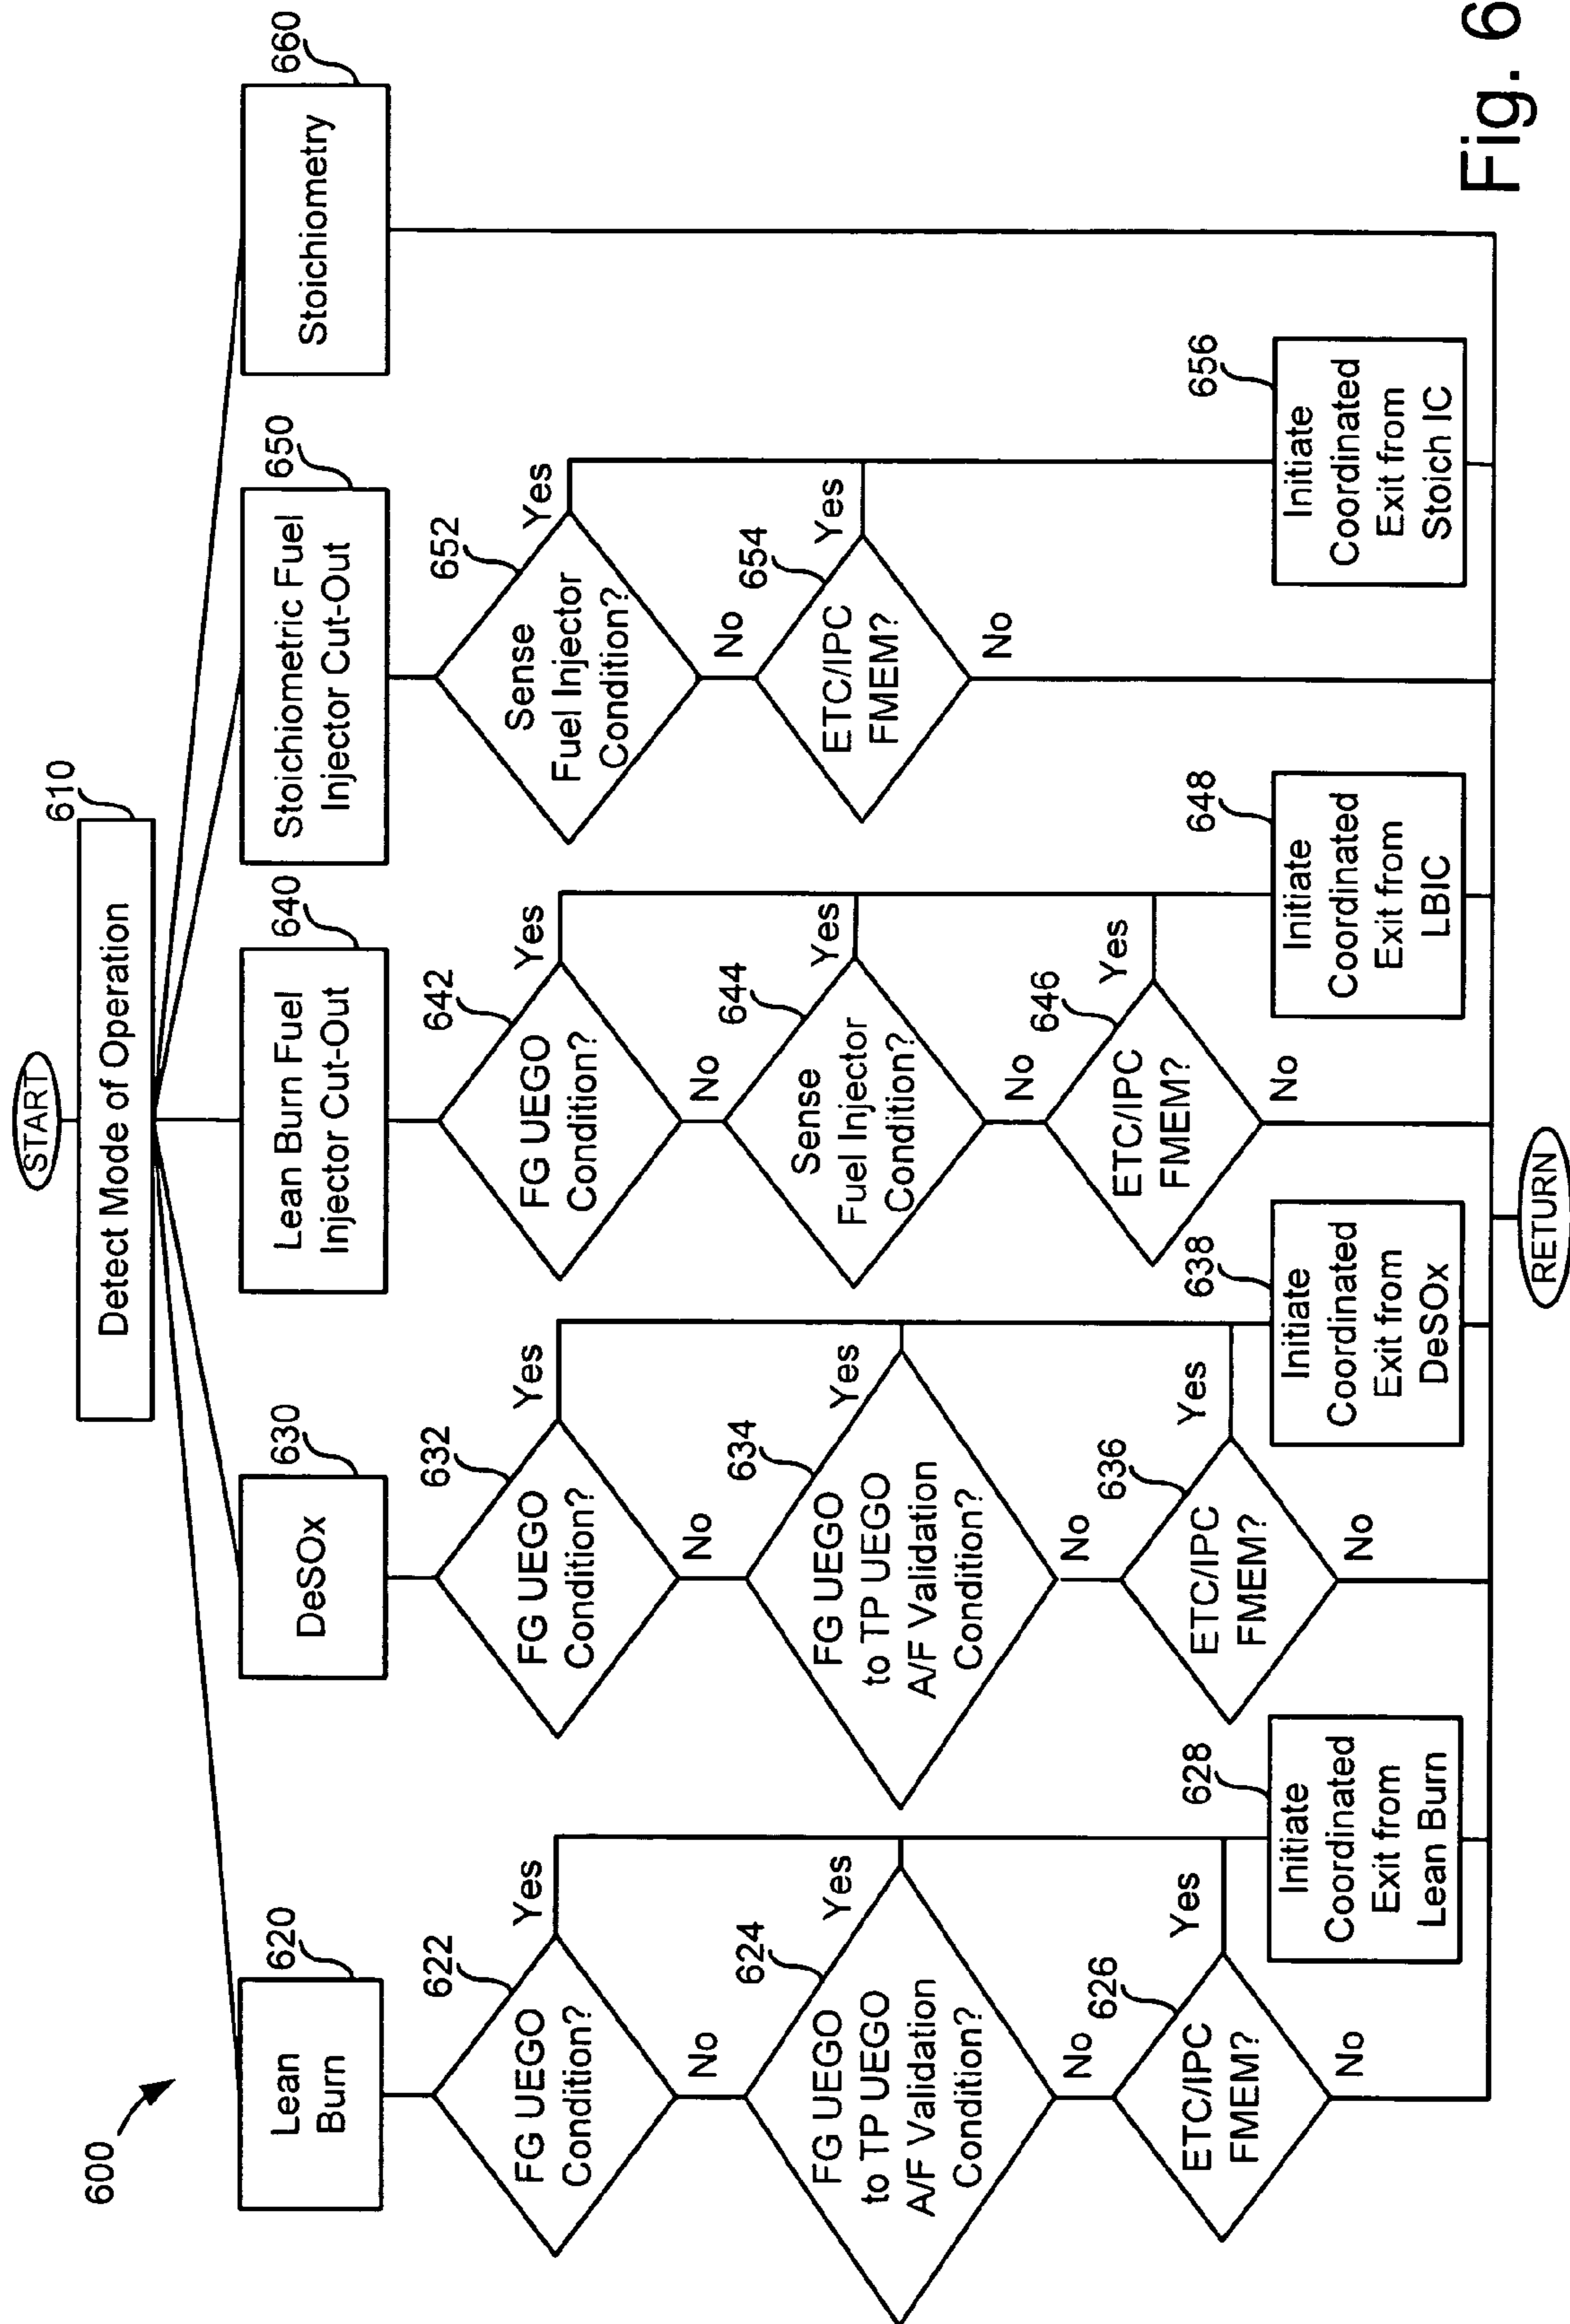 600
START
610
Detect Mode of Operation
620
Lean
Burn
622
FG UEGO
Condition?
Yes
No
624
FG UEGO
to TP UEGO
A/F Validation
Condition?
Yes
No
626
ETC/IPC
FMEM?
Yes
No
628
Initiate
Coordinated
Exit from
Lean Burn
630
DeSOx
632
FG UEGO
Condition?
Yes
No
634
FG UEGO
to TP UEGO
A/F Validation
Condition?
Yes
No
636
ETC/IPC
FMEM?
Yes
No
638
Initiate
Coordinated
Exit from
DeSOx
640
Lean Burn Fuel
Injector Cut-Out
642
FG UEGO
Condition?
Yes
No
644
Sense
Fuel Injector
Condition?
Yes
No
646
ETC/IPC
FMEM?
Yes
No
648
Initiate
Coordinated
Exit from
LBIC
650
Stoichiometric Fuel
Injector Cut-Out
652
Sense
Fuel Injector
Condition?
Yes
No
654
ETC/IPC
FMEM?
Yes
No
656
Initiate
Coordinated
Exit from
Stoich IC
660
Stoichiometry
RETURN
Fig. 6